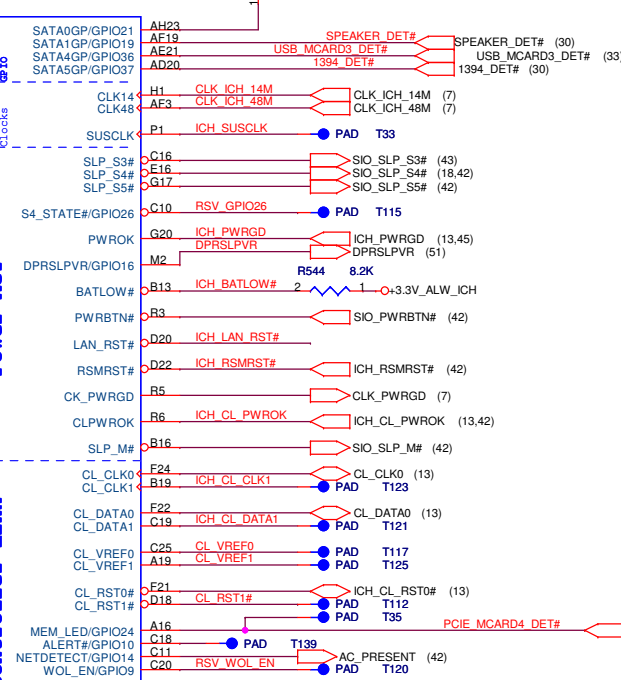 1
SATA0GP/GPIO21 AH23
SATA1GP/GPIO19 AF19 SPEAKER_DET# SPEAKER_DET# (30)
SATA4GP/GPIO36 AE21 USB_MCARD3_DET# USB_MCARD3_DET# (33)
SATA5GP/GPIO37 AD20 1394_DET# 1394_DET# (30)
GPIO
CLK14 H1 CLK_ICH_14M CLK_ICH_14M (7)
CLK48 AF3 CLK_ICH_48M CLK_ICH_48M (7)
Clocks
SUSCLK P1 ICH_SUSCLK PAD T33
SLP_S3# C16 SIO_SLP_S3# (43)
SLP_S4# E16 SIO_SLP_S4# (18,42)
SLP_S5# G17 SIO_SLP_S5# (42)
S4_STATE#/GPIO26 C10 RSV_GPIO26 PAD T115
PWROK G20 ICH_PWRGD ICH_PWRGD (13,45)
DPRSLPVR DPRSLPVR (51)
DPRSLPVR/GPIO16 M2
R544 8.2K
BATLOW# B13 ICH_BATLOW# 2 1 +3.3V_ALW_ICH
PWRBTN# R3 SIO_PWRBTN# (42)
LAN_RST# D20 ICH_LAN_RST#
RSMRST# D22 ICH_RSMRST# ICH_RSMRST# (42)
CK_PWRGD R5 CLK_PWRGD (7)
CLPWROK R6 ICH_CL_PWROK ICH_CL_PWROK (13,42)
SLP_M# B16 SIO_SLP_M# (42)
CL_CLK0 F24 CL_CLK0 (13)
CL_CLK1 B19 ICH_CL_CLK1 PAD T123
CL_DATA0 F22 CL_DATA0 (13)
CL_DATA1 C19 ICH_CL_DATA1 PAD T121
CL_VREF0 C25 CL_VREF0 PAD T117
CL_VREF1 A19 CL_VREF1 PAD T125
CL_RST0# F21 ICH_CL_RST0# (13)
CL_RST1# D18 CL_RST1# PAD T112
PAD T35
MEM_LED/GPIO24 A16 PCIE_MCARD4_DET#
ALERT#/GPIO10 C18 PAD T139
NETDETECT/GPIO14 C11 AC_PRESENT (42)
WOL_EN/GPIO9 C20 RSV_WOL_EN PAD T120